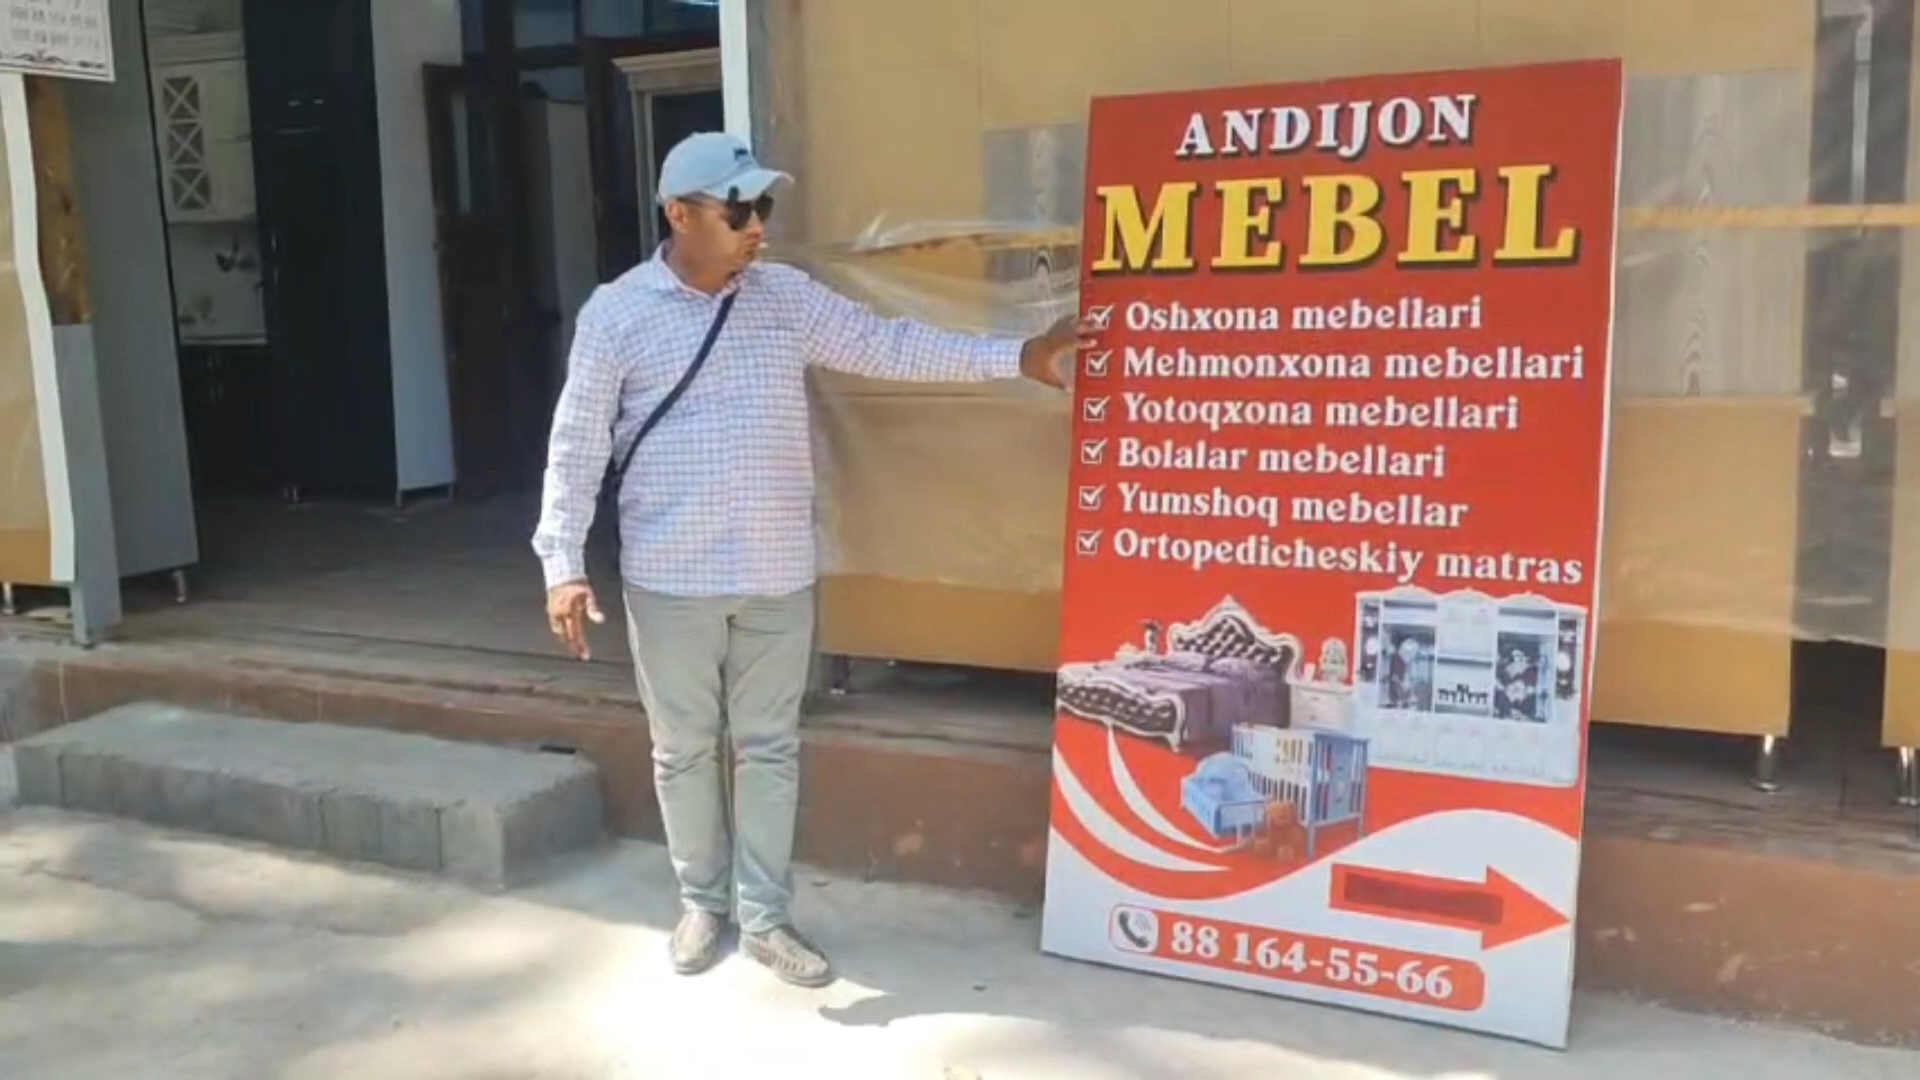 ANDIJON
MEBEL
Oshxona mebellari
Mehmonxona mebellari
Yotoqxona mebellari
Bolalar mebellari
Yumshoq mebellar
Ortopedicheskiy matras
88 164-55-66